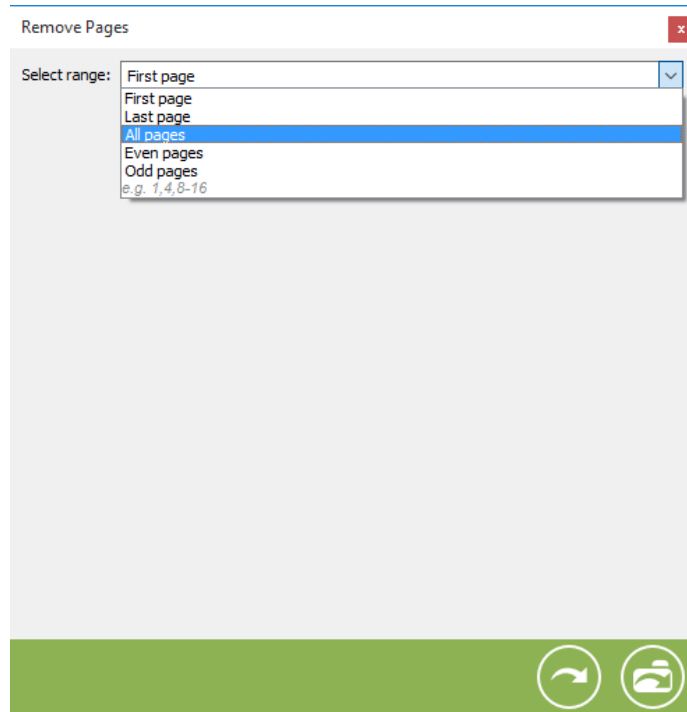 Remove Pages
x
Select range: First page
First page
Last page
All pages
Even pages
Odd pages
e.g. 1,4,8-16